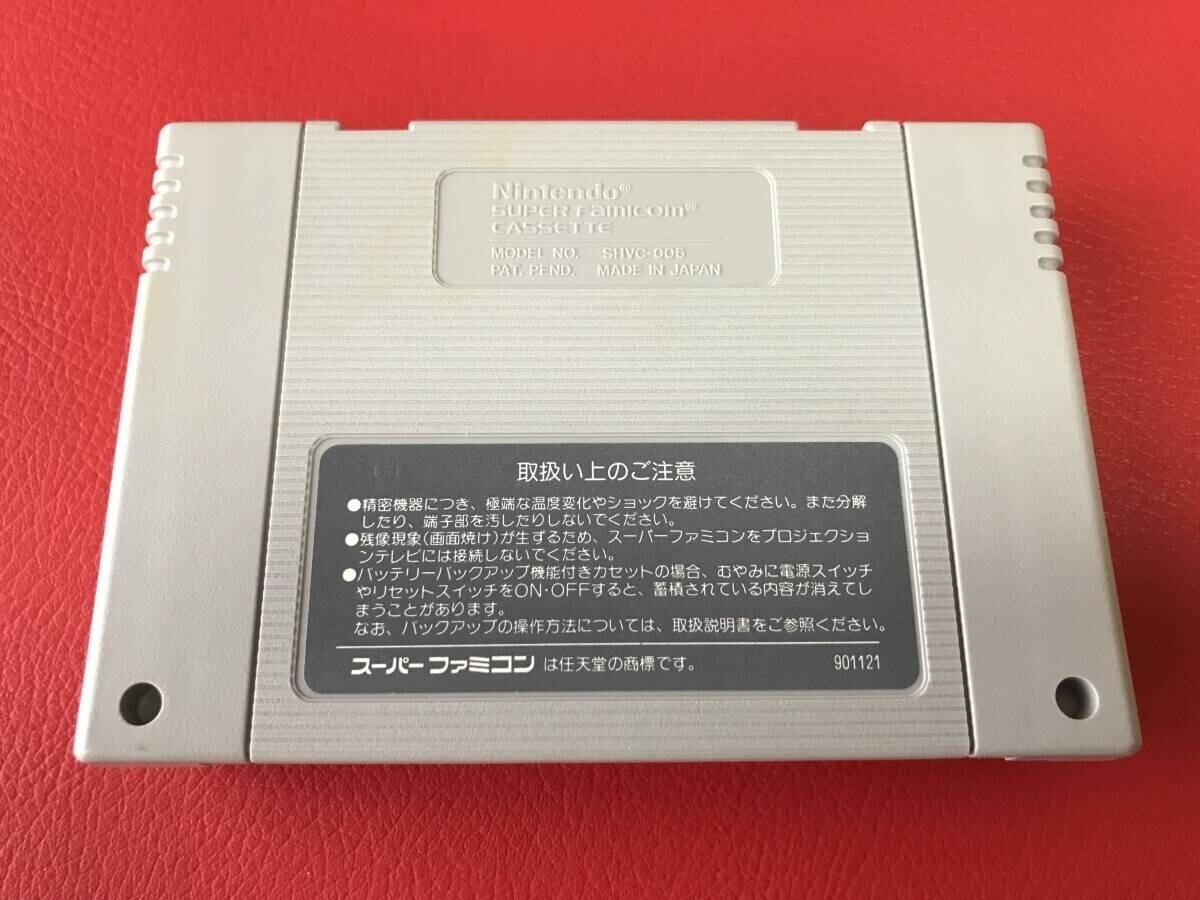 Nintendo®
SUPER Famicom®
CASSETTE
MODEL NO. SHVC-006
PAT. PEND. MADE IN JAPAN
取扱い上のご注意
●精密機器につき、極端な温度変化やショックを避けてください。また分解
したり、端子部を汚したりしないでください。
●残像現象(画面焼け)が生ずるため、スーパーファミコンをプロジェクショ
ンテレビには接続しないでください。
●バッテリーバックアップ機能付きカセットの場合、むやみに電源スイッチ
やリセットスイッチをON·OFFすると、蓄積されている内容が消えてし
まうことがあります。
なお、バックアップの操作方法については、取扱説明書をご参照ください。
スーパーファミコン は任天堂の商標です。 901121